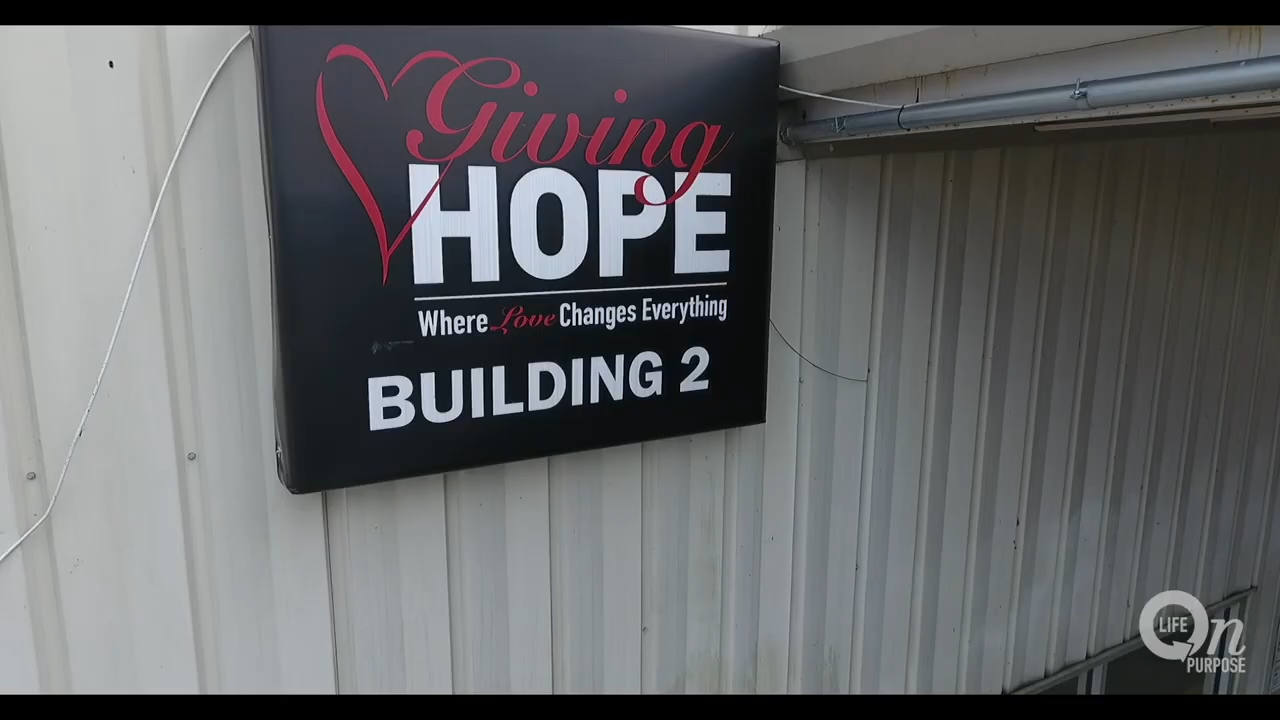 Giving
HOPE
Where Love Changes Everything
BUILDING 2
LIFE On
PURPOSE